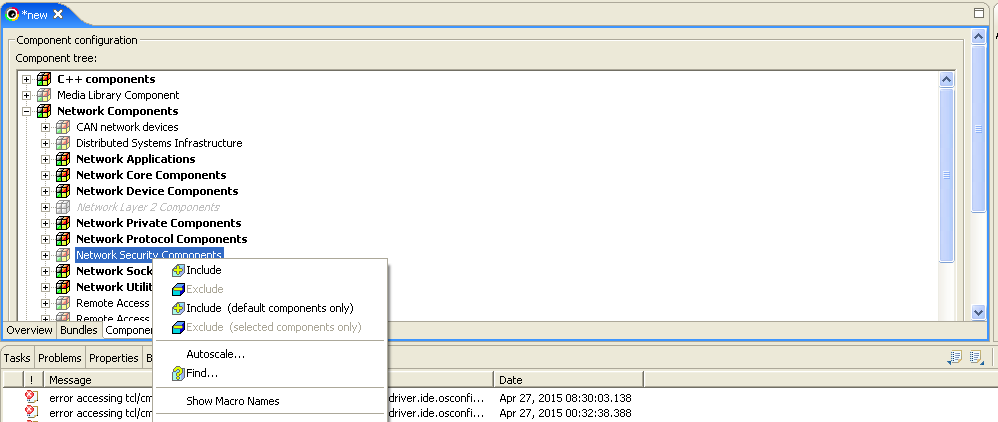 *new
Component configuration
Component tree:
C++ components
Media Library Component
Network Components
CAN network devices
Distributed Systems Infrastructure
Network Applications
Network Core Components
Network Device Components
Network Layer 2 Components
Network Private Components
Network Protocol Components
Network Security Components
Network Sock
Network Utilit
Remote Access
Include
Exclude
Include (default components only)
Exclude (selected components only)
Autoscale...
Find...
Show Macro Names
Overview Bundles Componen
Tasks Problems Properties B
! Message Date
error accessing tcl/cm driver.ide.osconfi... Apr 27, 2015 08:30:03.138
error accessing tcl/cm driver.ide.osconfi... Apr 27, 2015 00:32:38.388